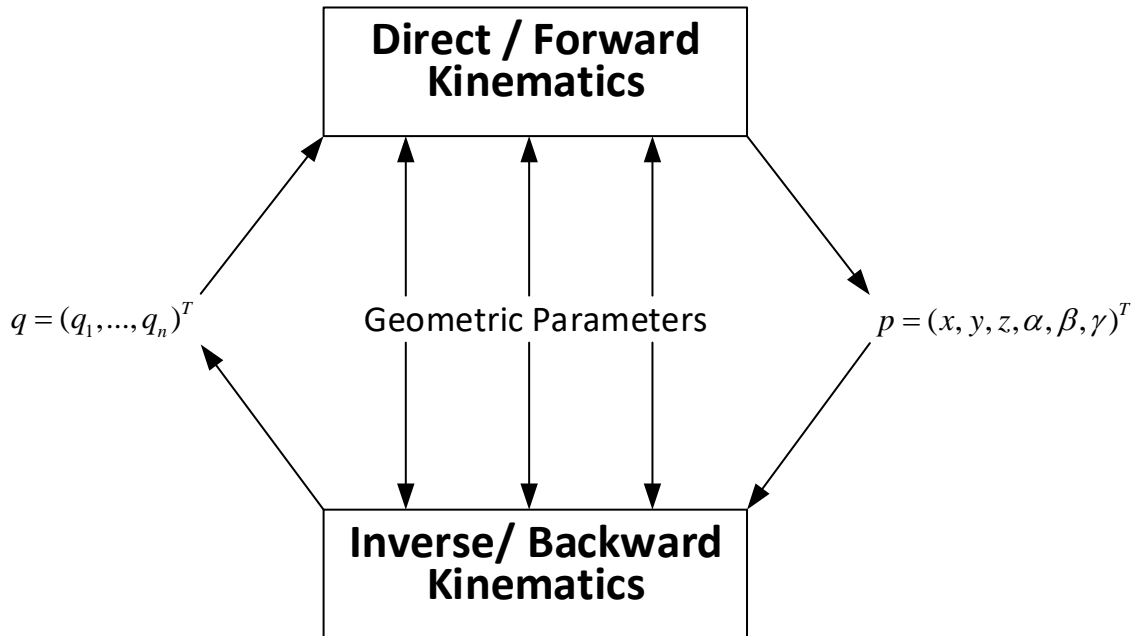 Direct / Forward
Kinematics
q = (q₁,...,qₙ)ᵀ
Geometric Parameters
p = (x, y, z, α, β, γ)ᵀ
Inverse/ Backward
Kinematics